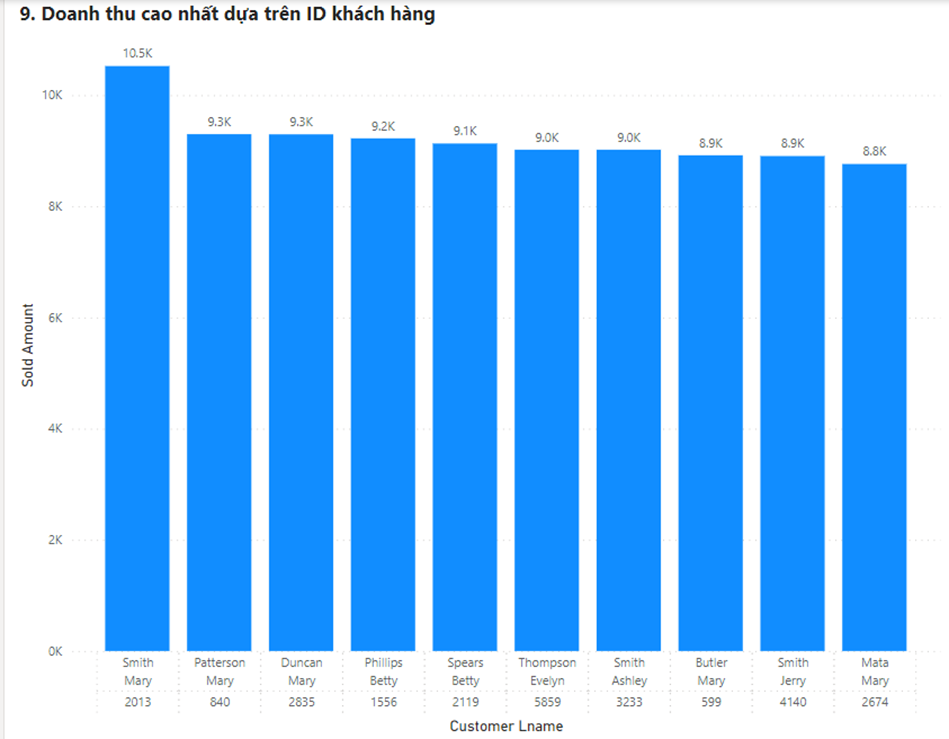 9. Doanh thu cao nhất dựa trên ID khách hàng
10.5K
9.3K 9.3K 9.2K 9.1K 9.0K 9.0K 8.9K 8.9K 8.8K
10K
8K
6K
4K
2K
0K
Sold Amount
Smith Patterson Duncan Phillips Spears Thompson Smith Butler Smith Mata
Mary Mary Mary Betty Betty Evelyn Ashley Mary Jerry Mary
2013 840 2835 1556 2119 5859 3233 599 4140 2674
Customer Lname